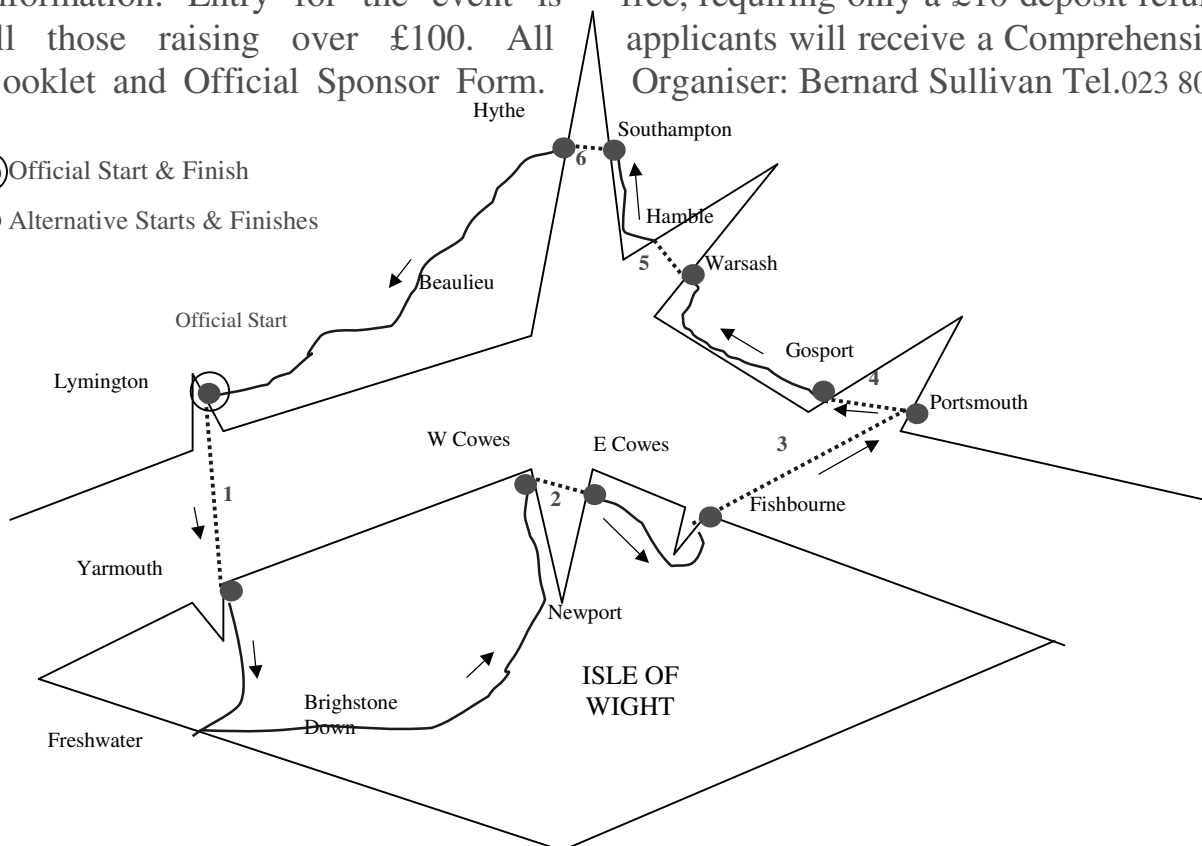 Entry for the event is
ll those raising over £100. All
ooklet and Official Sponsor Form.
free, requiring only a £10 deposit
applicants will receive a
Organiser: Bernard Sullivan Tel.023 80
Hythe
Southampton
6
Official Start & Finish
Alternative Starts & Finishes
Hamble
5
Warsash
Beaulieu
Official Start
Gosport
4
Lymington
Portsmouth
W Cowes
E Cowes
3
1
2
Fishbourne
Yarmouth
Newport
ISLE OF
WIGHT
Brighstone
Down
Freshwater